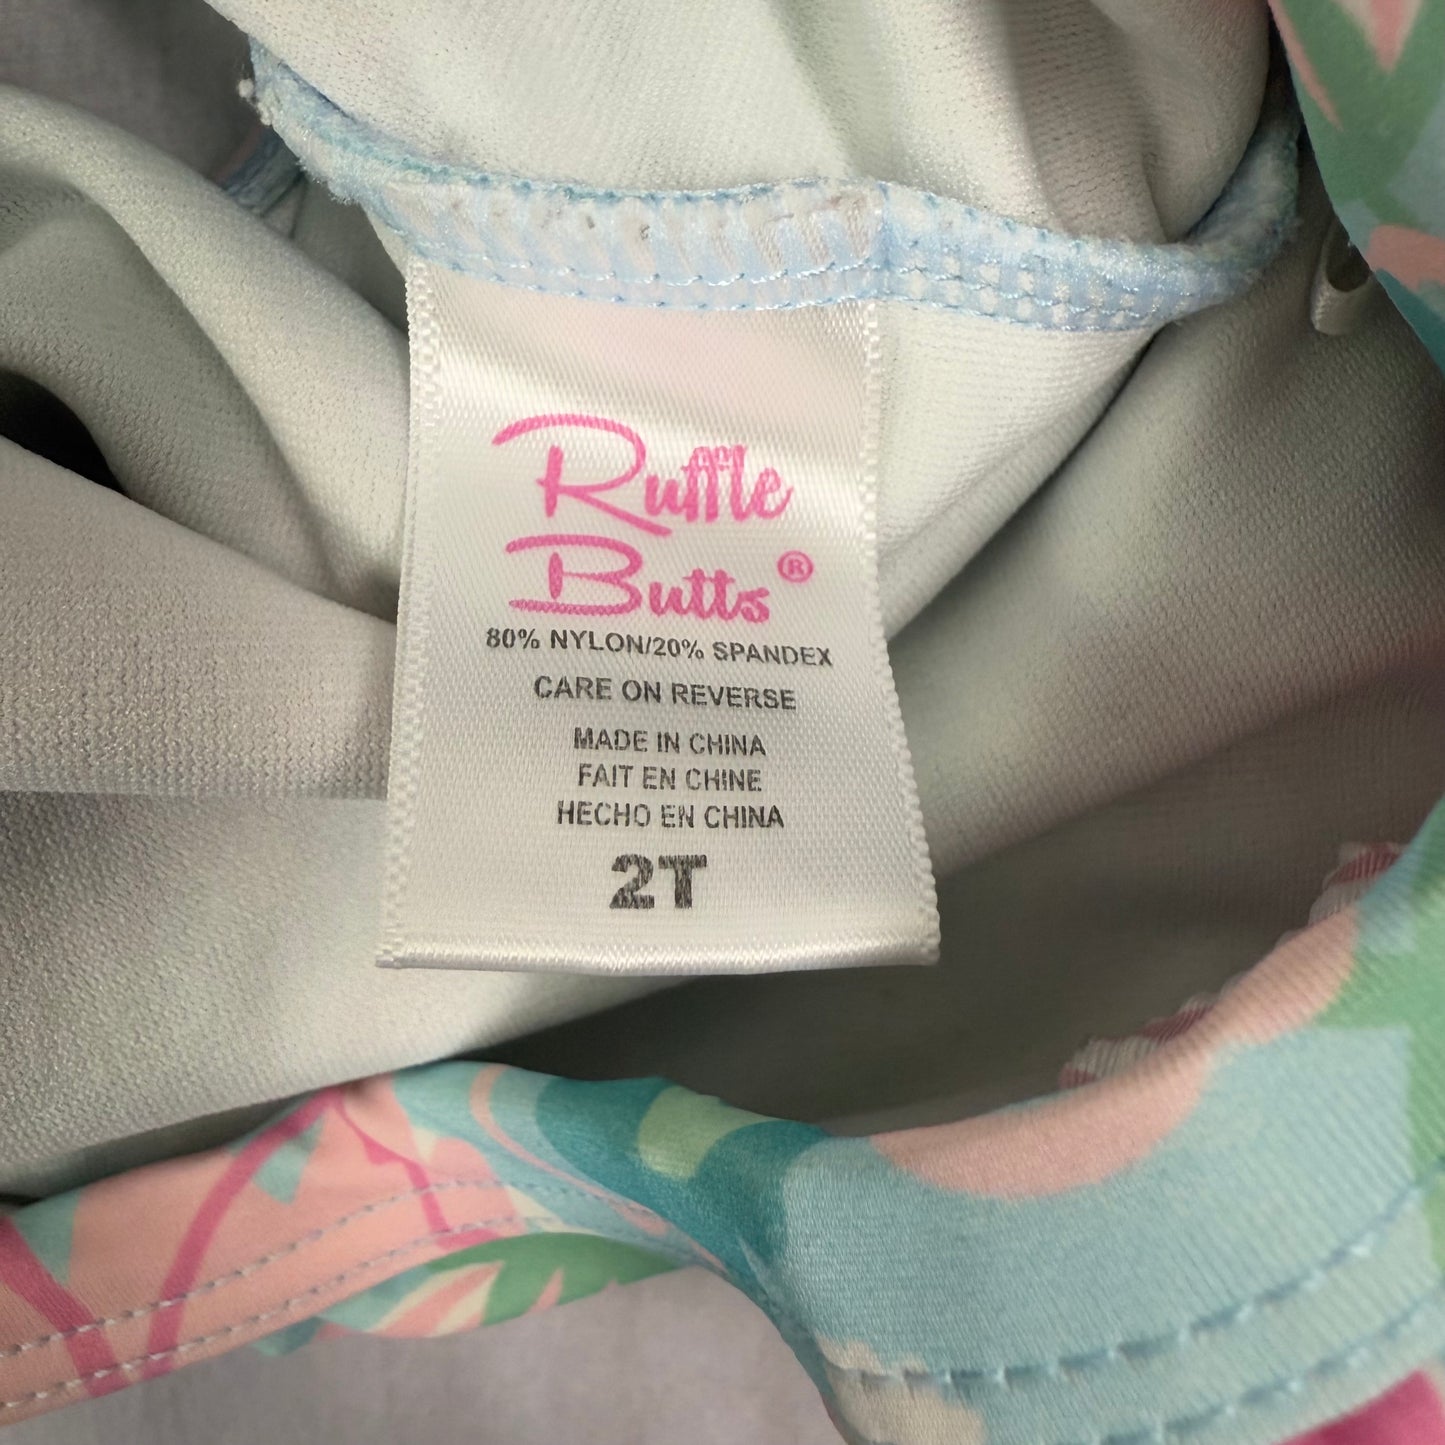 Ruffle
Butts®
80% NYLON/20% SPANDEX
CARE ON REVERSE
MADE IN CHINA
FAIT EN CHINE
HECHO EN CHINA
2T